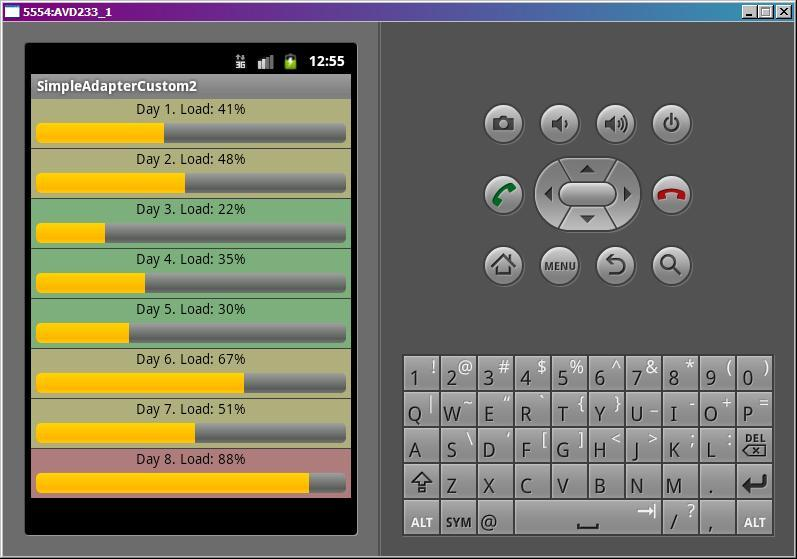 5554:AVD233_1
3G 12:55
SimpleAdapterCustom2
Day 1. Load: 41%
Day 2. Load: 48%
Day 3. Load: 22%
Day 4. Load: 35%
Day 5. Load: 30%
Day 6. Load: 67%
Day 7. Load: 51%
Day 8. Load: 88%
MENU
1 ! 2 @ 3 # 4 $ 5 % 6 ^ 7 & 8 * 9 ( 0 )
Q | W ~ E " R ` T { Y } U _ I - O + P =
A S \ D ' F [ G ] H < J > K ; L : DEL
Z X C V B N M .
ALT SYM @ / ? , ALT